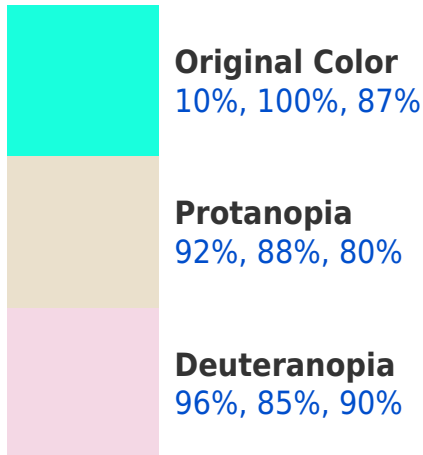 Original Color
10%, 100%, 87%
Protanopia
92%, 88%, 80%
Deuteranopia
96%, 85%, 90%